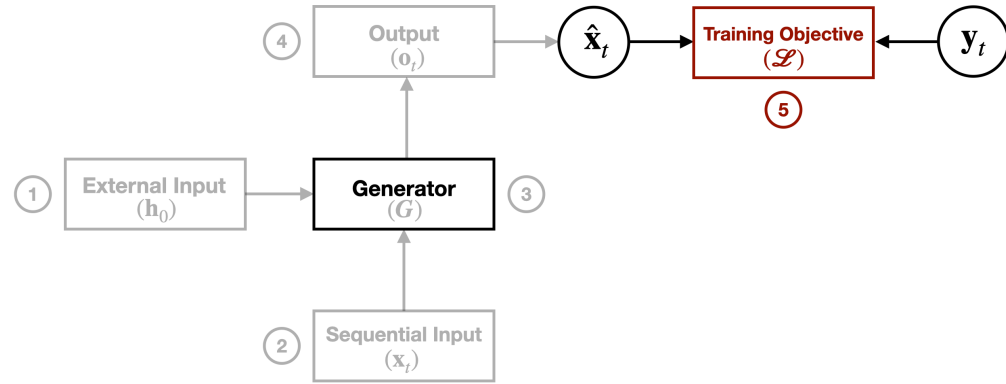 4
Output
(o_t)
x̂_t
Training Objective
(ℒ)
y_t
5
1
External Input
(h_0)
Generator
(G)
3
2
Sequential Input
(x_t)